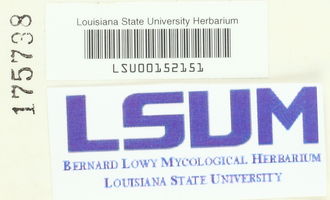 Louisiana State University Herbarium
LSU00152151
175738
LSUM
BERNARD LOWY MYCOLOGICAL HERBARIUM
LOUISIANA STATE UNIVERSITY